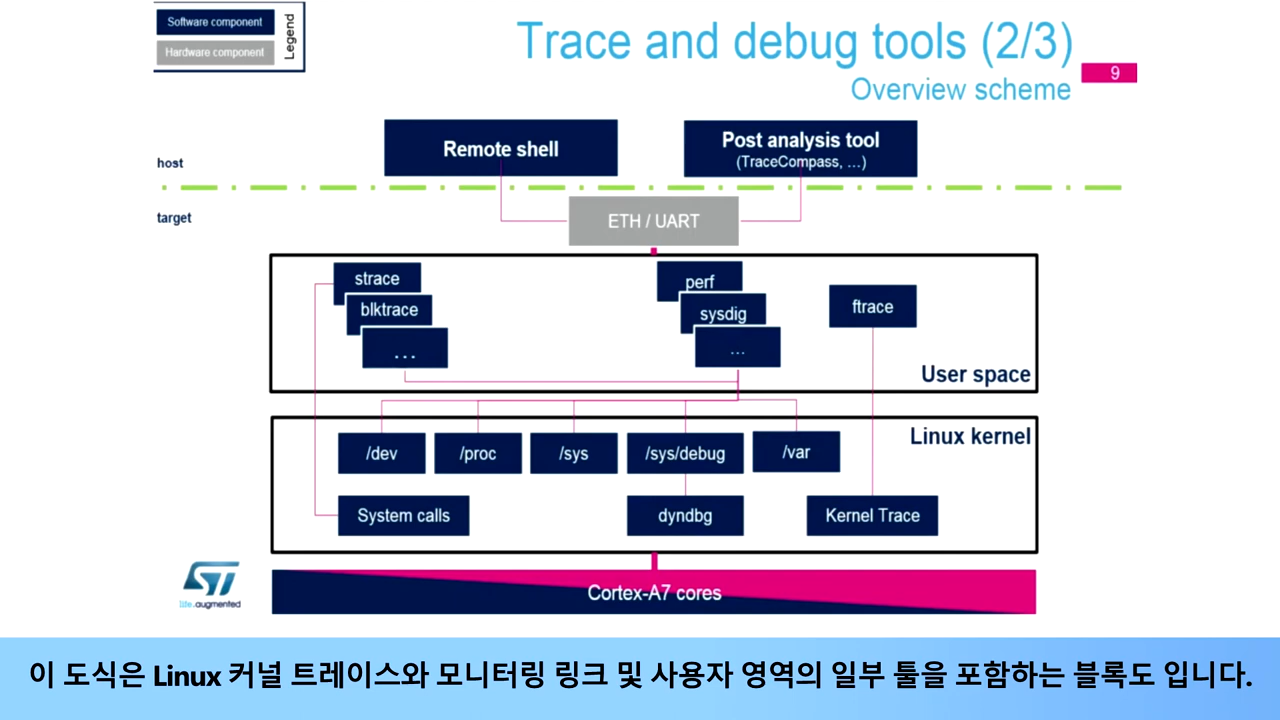 Software component
Hardware component
Legend
Trace and debug tools (2/3)
9
Overview scheme
Remote shell
Post analysis tool
(TraceCompass, ...)
host
target
ETH / UART
strace
blktrace
...
perf
sysdig
...
ftrace
User space
Linux kernel
/dev
/proc
/sys
/sys/debug
/var
System calls
dyndbg
Kernel Trace
ST
life.augmented
Cortex-A7 cores
이 도식은 Linux 커널 트레이스와 모니터링 링크 및 사용자 영역의 일부 툴을 포함하는 블록도 입니다.